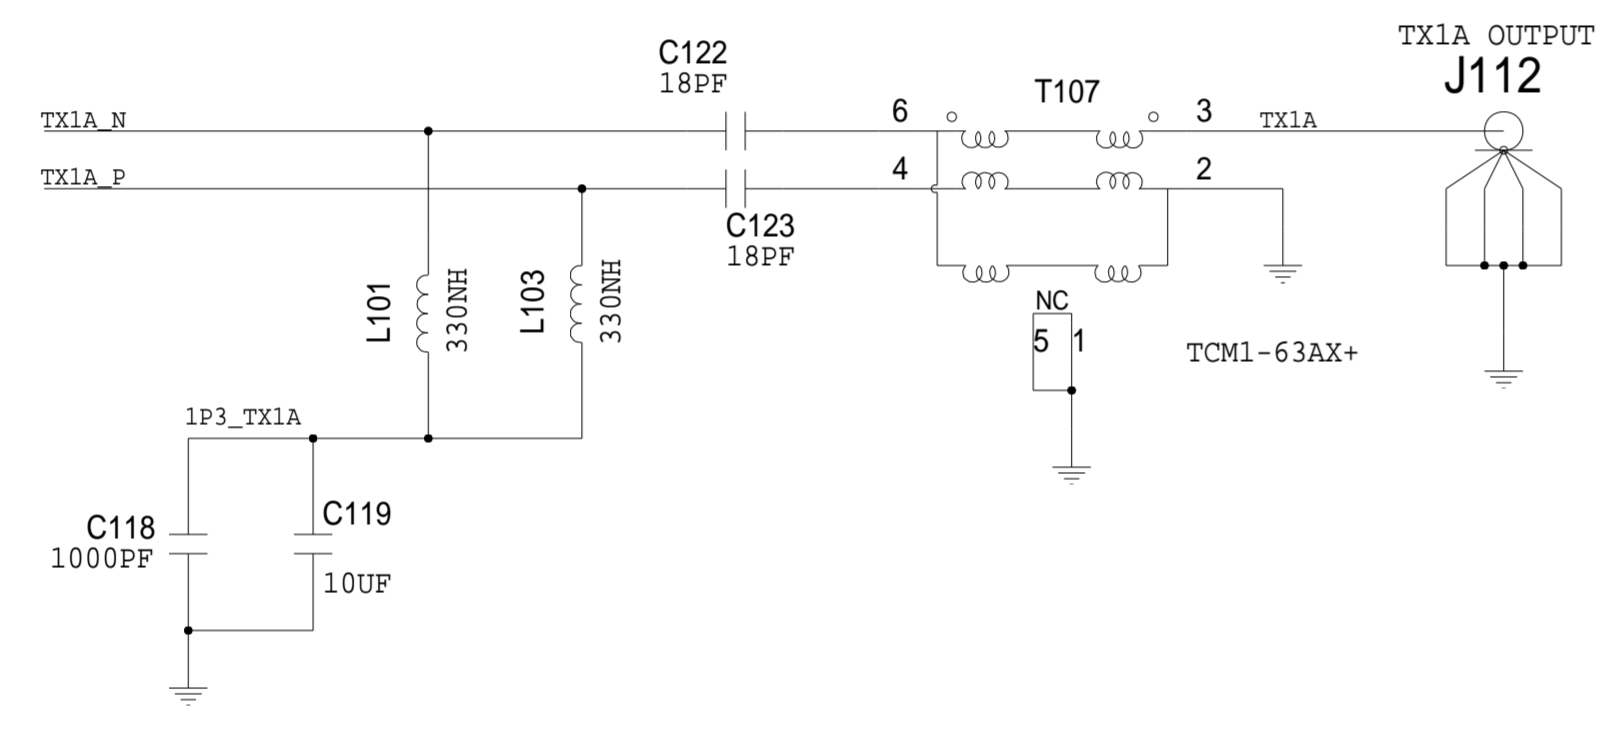 TX1A OUTPUT
J112
C122
18PF
T107
TX1A_N
6
3
TX1A
TX1A_P
4
2
C123
18PF
L101
330NH
L103
330NH
NC
5 1
TCM1-63AX+
1P3_TX1A
C118
1000PF
C119
10UF